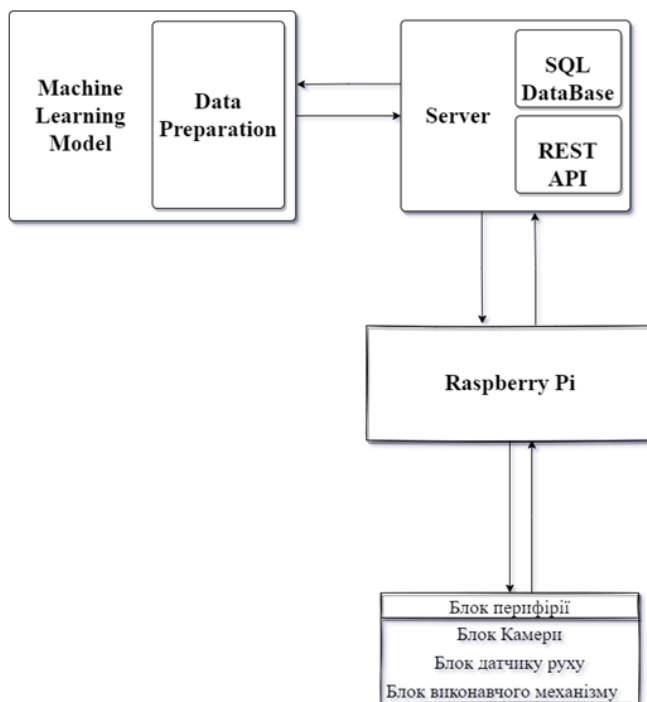 Machine
Learning
Model
Data
Preparation
Server
SQL
DataBase
REST
API
Raspberry Pi
Блок перифірії
Блок Камери
Блок датчику руху
Блок виконавчого механізму